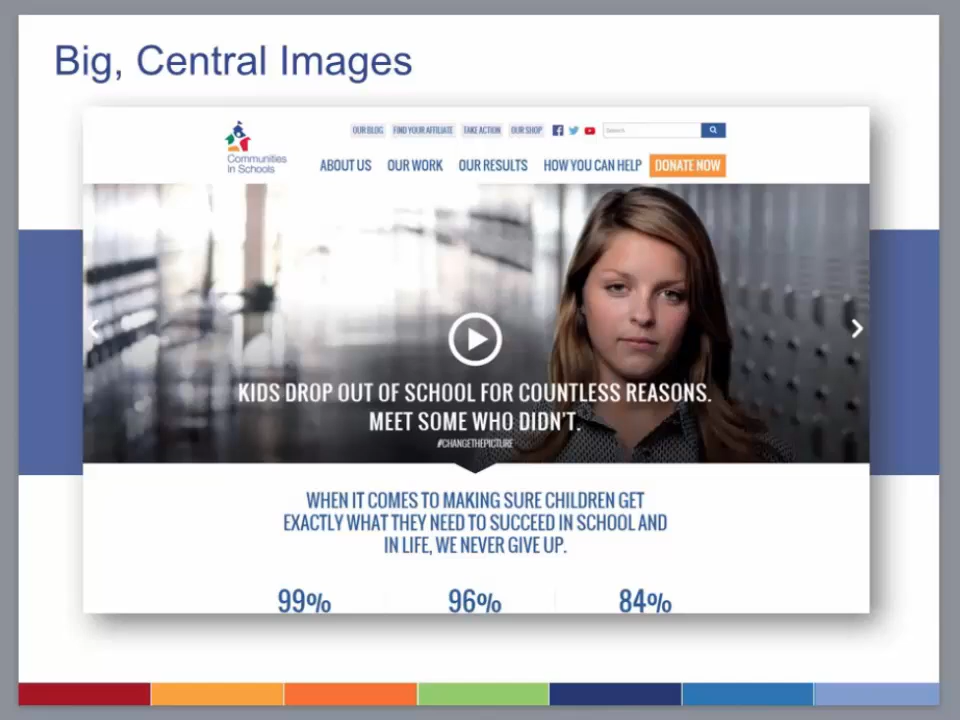 Big, Central Images
Communities
In Schools
OUR BLOG FIND YOUR AFFILIATE TAKE ACTION OUR SHOP Search
ABOUT US OUR WORK OUR RESULTS HOW YOU CAN HELP DONATE NOW
KIDS DROP OUT OF SCHOOL FOR COUNTLESS REASONS.
MEET SOME WHO DIDN'T.
#CHANGETHEPICTURE
WHEN IT COMES TO MAKING SURE CHILDREN GET
EXACTLY WHAT THEY NEED TO SUCCEED IN SCHOOL AND
IN LIFE, WE NEVER GIVE UP.
99% 96% 84%